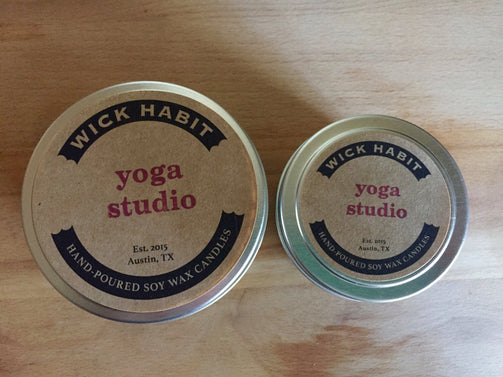 WICK HABIT
yoga
studio
Est. 2015
Austin, TX
HAND-POURED SOY WAX CANDLES
WICK HABIT
yoga
studio
Est. 2015
Austin, TX
HAND-POURED SOY WAX CANDLES